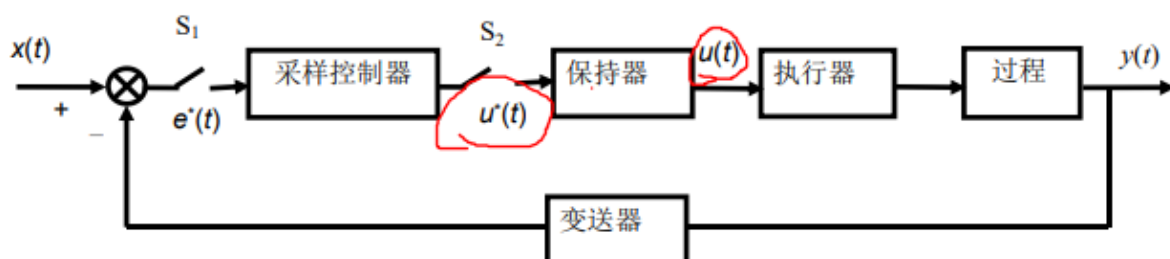 S₁
S₂
x(t)
+
−
e*(t)
采样控制器
u*(t)
保持器
u(t)
执行器
过程
y(t)
变送器